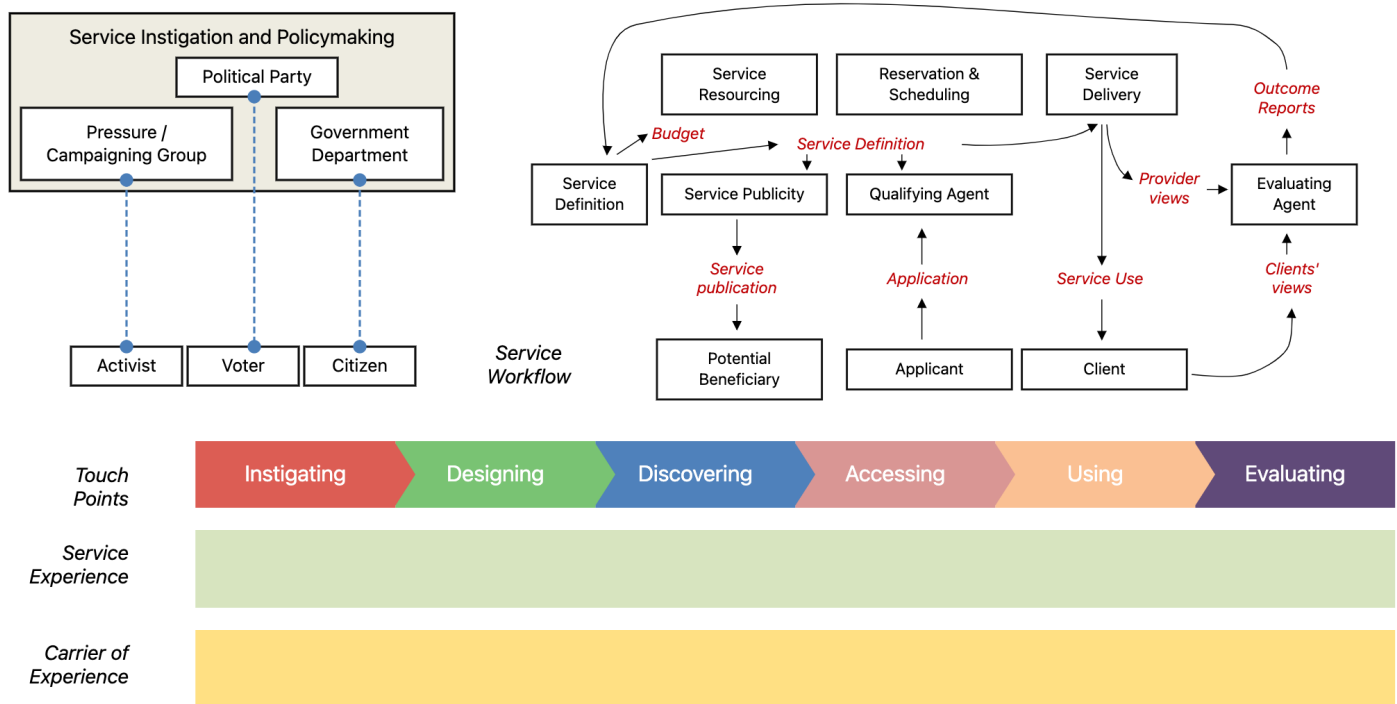 Service Instigation and Policymaking
Political Party
Pressure /
Campaigning Group
Government
Department
Activist
Voter
Citizen
Service
Resourcing
Reservation &
Scheduling
Service
Delivery
Outcome
Reports
Budget
Service Definition
Service
Definition
Service Publicity
Qualifying Agent
Provider
views
Evaluating
Agent
Service
publication
Application
Service Use
Clients'
views
Service
Workflow
Potential
Beneficiary
Applicant
Client
Touch
Points
Instigating
Designing
Discovering
Accessing
Using
Evaluating
Service
Experience
Carrier of
Experience